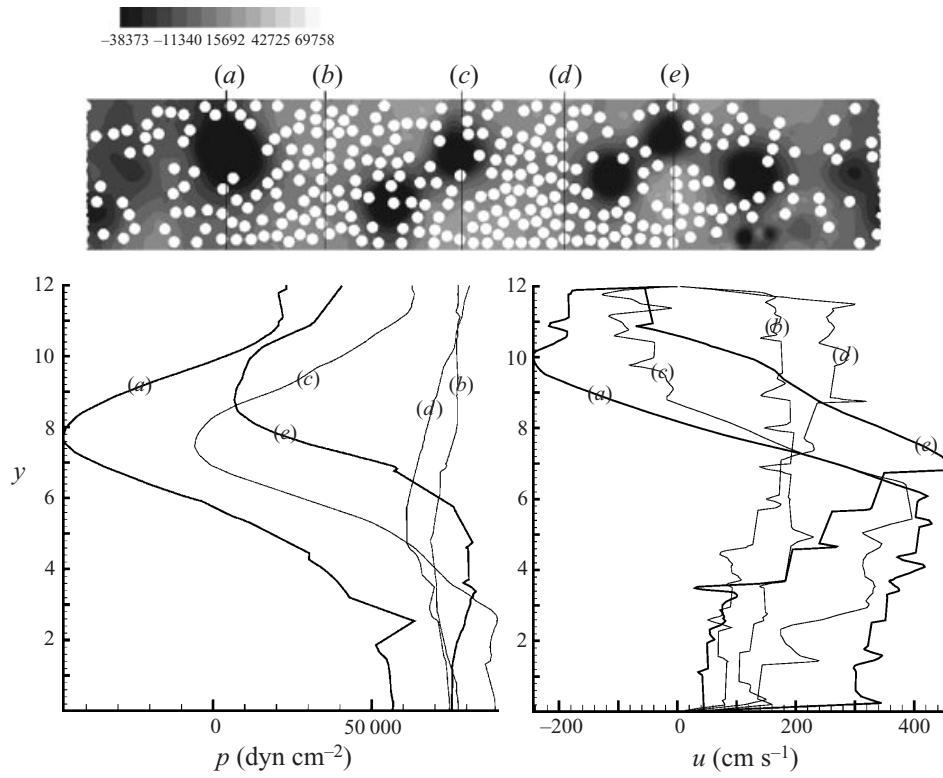 −38373 −11340 15692 42725 69758
(a) (b) (c) (d) (e)
12
10
8
6
4
2
y
0 50 000
p (dyn cm−2)
(a)
(b)
(c)
(d)
(e)
12
10
8
6
4
2
−200 0 200 400
u (cm s−1)
(b)
(d)
(c)
(a)
(e)